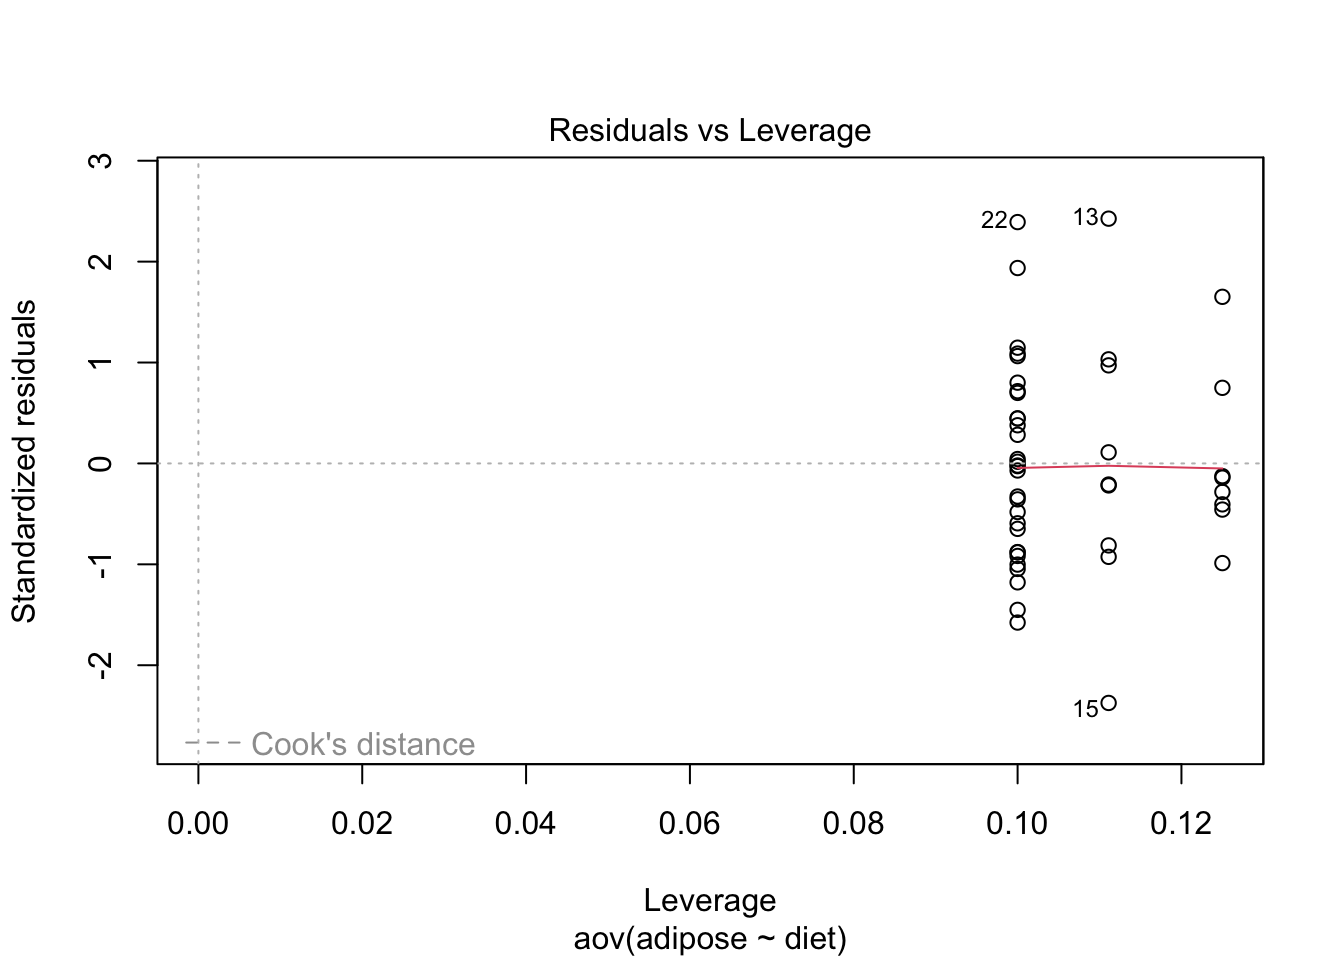 Residuals vs Leverage
3
2
1
0
-1
-2
Standardized residuals
22
13
15
Cook's distance
0.00 0.02 0.04 0.06 0.08 0.10 0.12
Leverage
aov(adipose ~ diet)